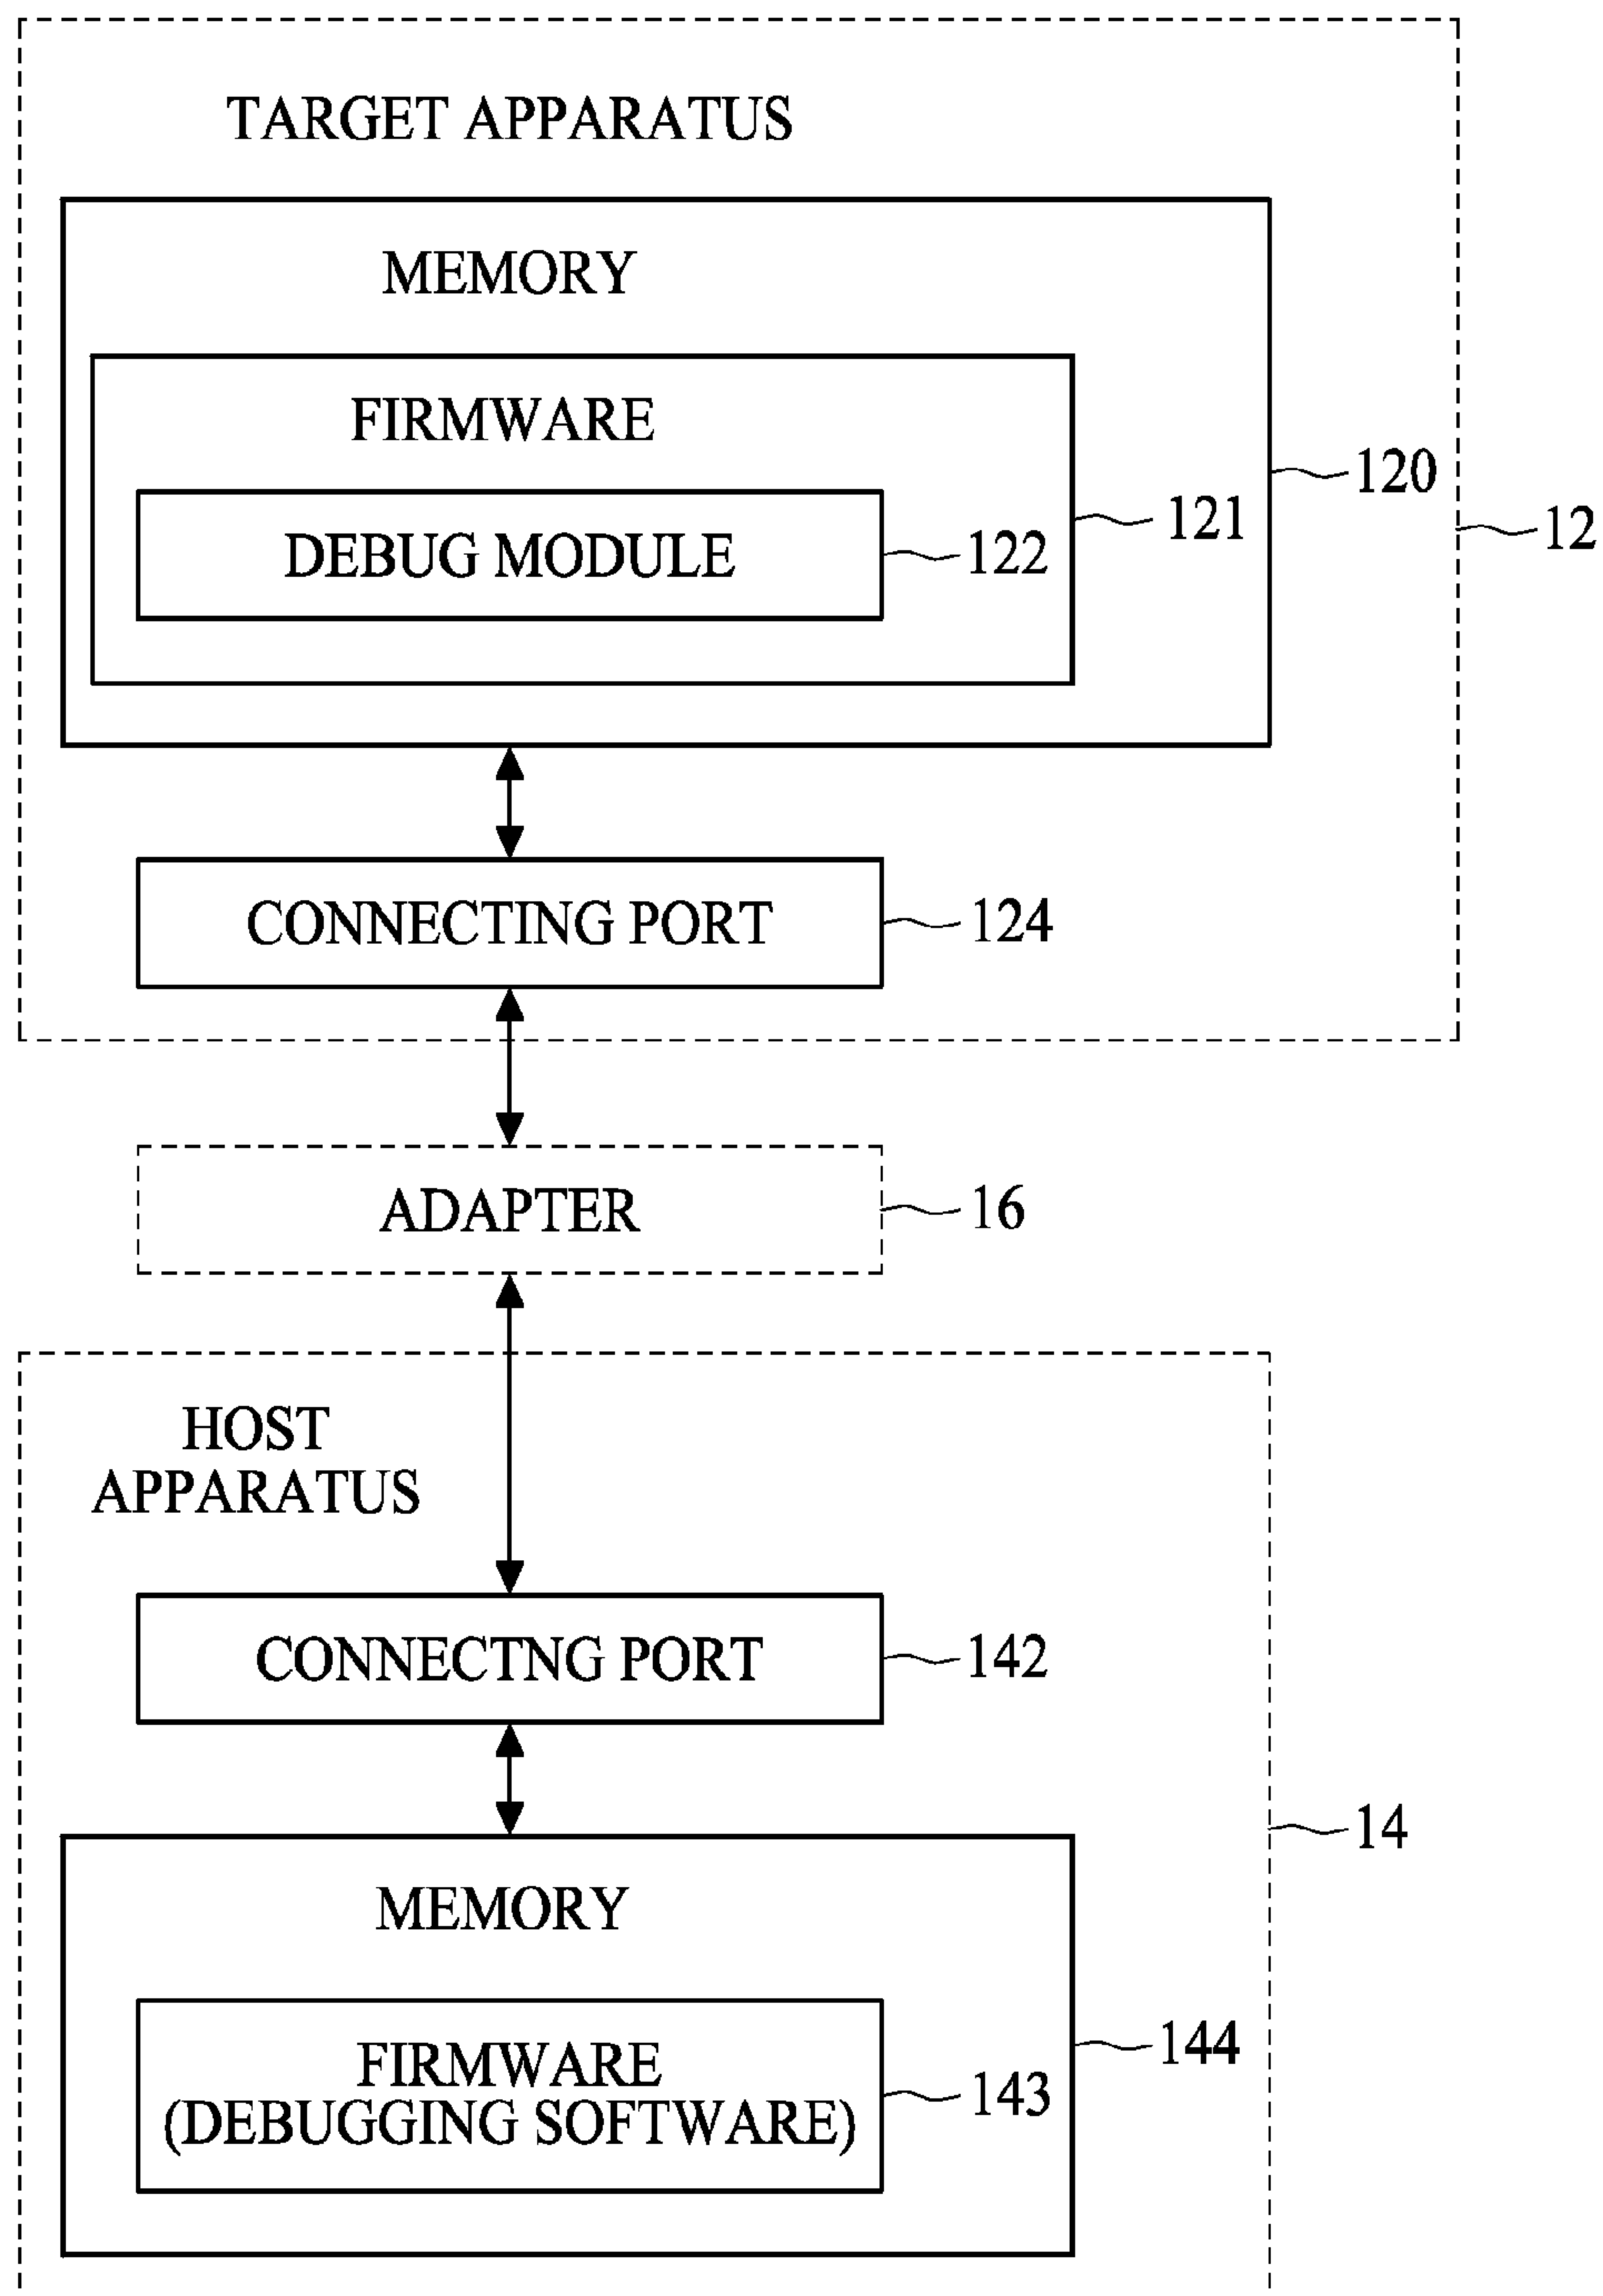 TARGET APPARATUS
MEMORY
FIRMWARE
120
121
12
DEBUG MODULE
122
CONNECTING PORT
124
ADAPTER
16
HOST
APPARATUS
CONNECTNG PORT
142
14
MEMORY
144
FIRMWARE
(DEBUGGING SOFTWARE)
143